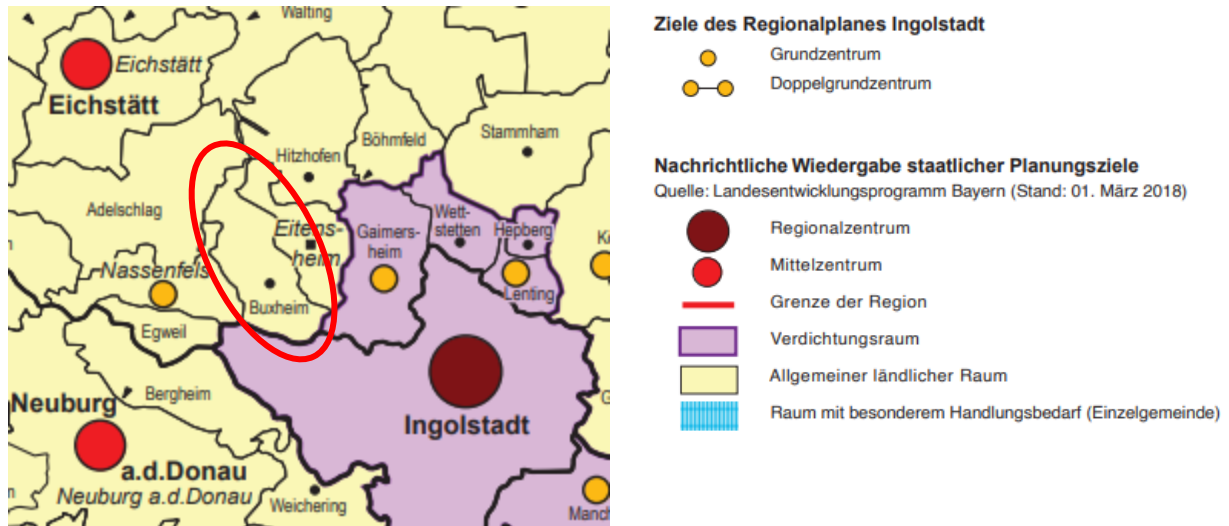 Walting
Eichstätt
Eichstätt
Böhmfeld
Stammham
Hitzhofen
Adelschlag
Eitens-
heim
Gaimers-
heim
Wett-
stetten
Hepberg
Nassenfels
Lenting
Buxheim
Egweil
Bergheim
Neuburg
a.d.Donau
Neuburg a.d.Donau
Ingolstadt
Weichering
Manch
Ziele des Regionalplanes Ingolstadt
Grundzentrum
Doppelgrundzentrum
Nachrichtliche Wiedergabe staatlicher Planungsziele
Quelle: Landesentwicklungsprogramm Bayern (Stand: 01. März 2018)
Regionalzentrum
Mittelzentrum
Grenze der Region
Verdichtungsraum
Allgemeiner ländlicher Raum
Raum mit besonderem Handlungsbedarf (Einzelgemeinde)